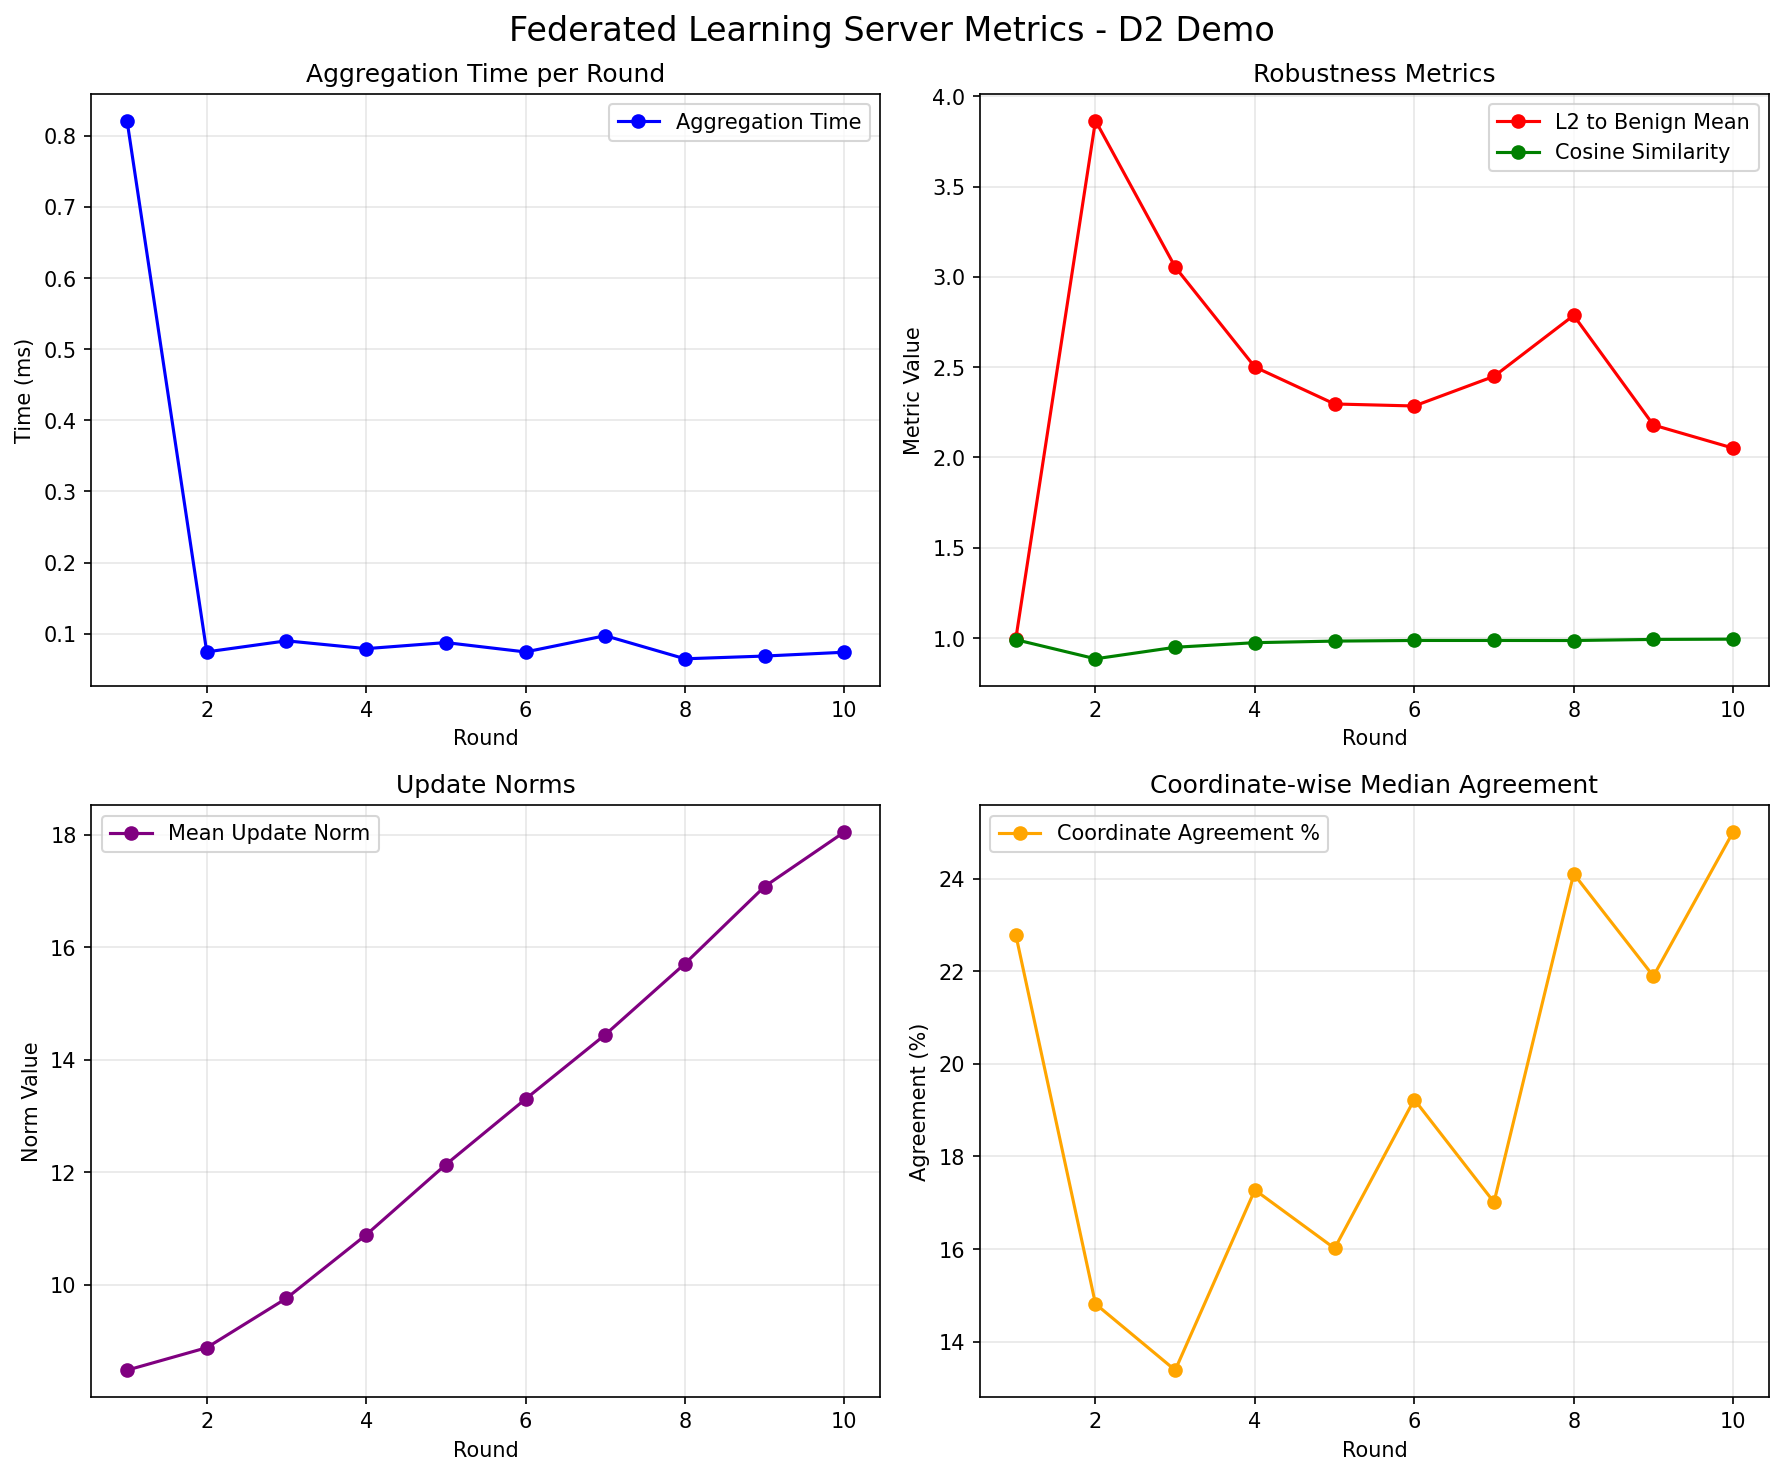 Federated Learning Server Metrics - D2 Demo
Aggregation Time per Round
Aggregation Time
0.8
0.7
0.6
0.5
0.4
0.3
0.2
0.1
Time (ms)
2 4 6 8 10
Round
Robustness Metrics
L2 to Benign Mean
Cosine Similarity
4.0
3.5
3.0
2.5
2.0
1.5
1.0
Metric Value
2 4 6 8 10
Round
Update Norms
Mean Update Norm
18
16
14
12
10
Norm Value
2 4 6 8 10
Round
Coordinate-wise Median Agreement
Coordinate Agreement %
24
22
20
18
16
14
Agreement (%)
2 4 6 8 10
Round